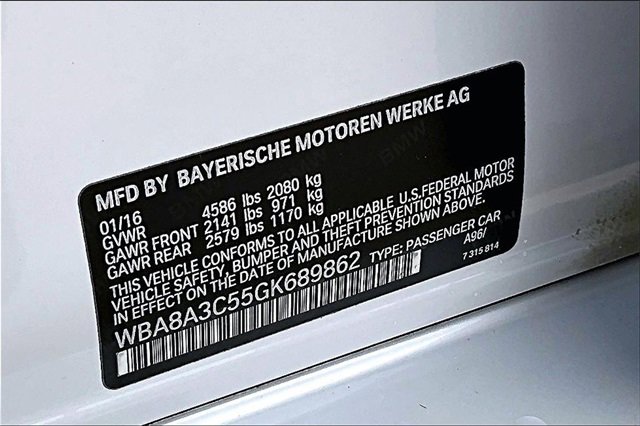 MFD BY BAYERISCHE MOTOREN WERKE AG
01/16
GVWR 4586 lbs 2080 kg
GAWR FRONT 2141 lbs 971 kg
GAWR REAR 2579 lbs 1170 kg
THIS VEHICLE CONFORMS TO ALL APPLICABLE U.S.FEDERAL MOTOR
VEHICLE SAFETY, BUMPER AND THEFT PREVENTION STANDARDS
IN EFFECT ON THE DATE OF MANUFACTURE SHOWN ABOVE.
WBA8A3C55GK689862 TYPE: PASSENGER CAR
A96/
7 315 814